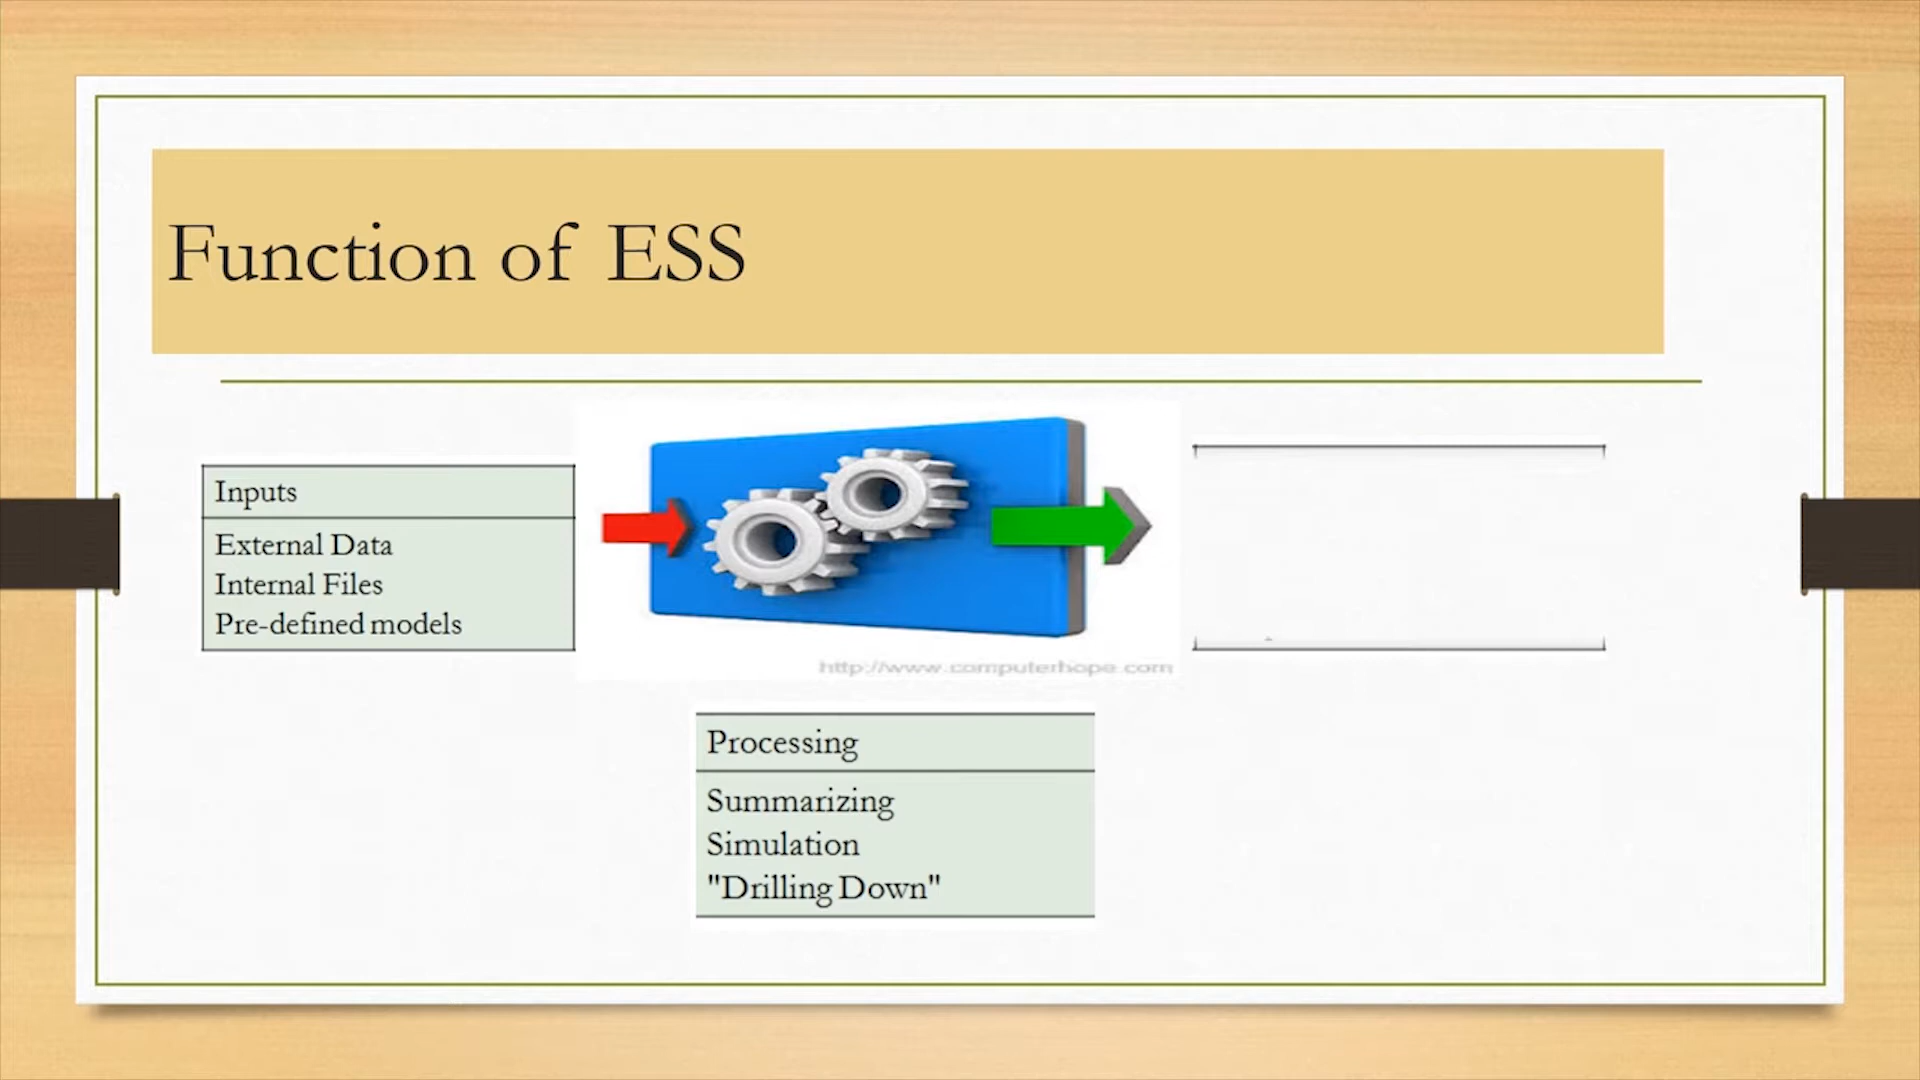 Function of ESS
Inputs
External Data
Internal Files
Pre-defined models
http://www.computerhope.com
Processing
Summarizing
Simulation
"Drilling Down"